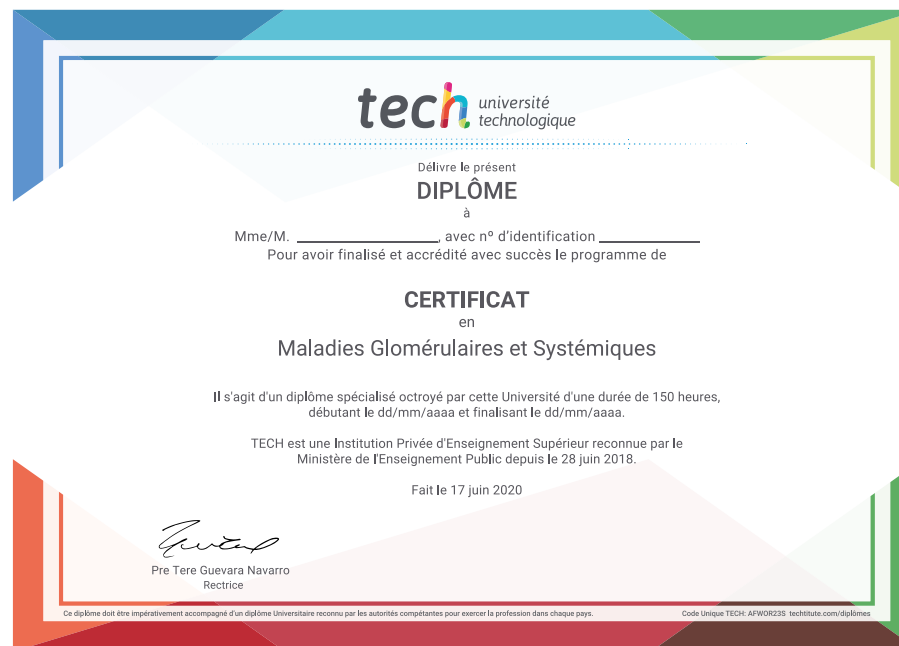 tech université
technologique
Délivre le présent
DIPLÔME
à
Mme/M. ____________, avec nº d'identification ____________
Pour avoir finalisé et accrédité avec succès le programme de
CERTIFICAT
en
Maladies Glomérulaires et Systémiques
Il s'agit d'un diplôme spécialisé octroyé par cette Université d'une durée de 150 heures,
débutant le dd/mm/aaaa et finalisant le dd/mm/aaaa.
TECH est une Institution Privée d'Enseignement Supérieur reconnue par le
Ministère de l'Enseignement Public depuis le 28 juin 2018.
Fait le 17 juin 2020
Pre Tere Guevara Navarro
Rectrice
Ce diplôme doit être impérativement accompagné d'un diplôme Universitaire reconnu par les autorités compétantes pour exercer la profession dans chaque pays.
Code Unique TECH: AFWOR23S techtitute.com/diplômes